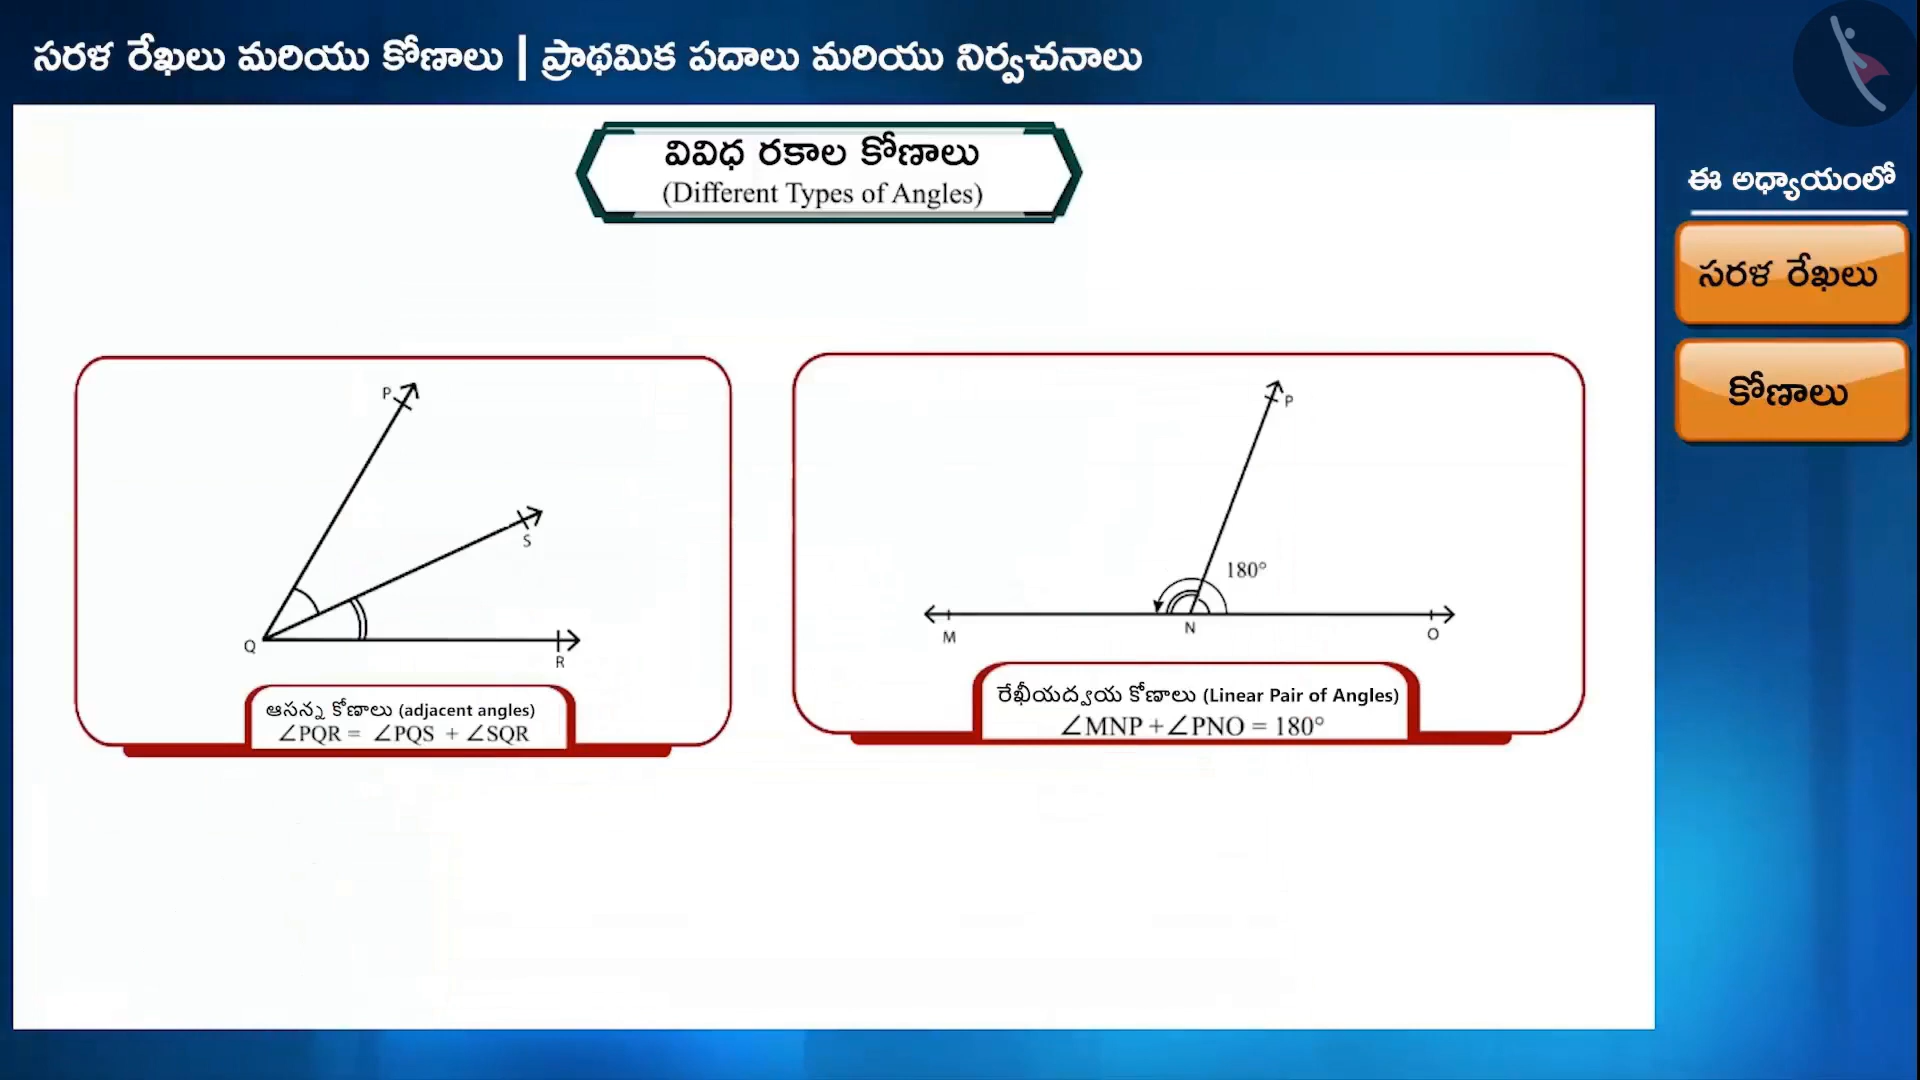 సరళ రేఖలు మరియు కోణాలు | ప్రాథమిక పదాలు మరియు నిర్వచనాలు
వివిధ రకాల కోణాలు
(Different Types of Angles)
ఈ అధ్యాయంలో
సరళ రేఖలు
కోణాలు
P
S
Q
R
ఆసన్న కోణాలు (adjacent angles)
∠PQR = ∠PQS + ∠SQR
P
180°
M
N
O
రేఖీయద్వయ కోణాలు (Linear Pair of Angles)
∠MNP +∠PNO = 180°